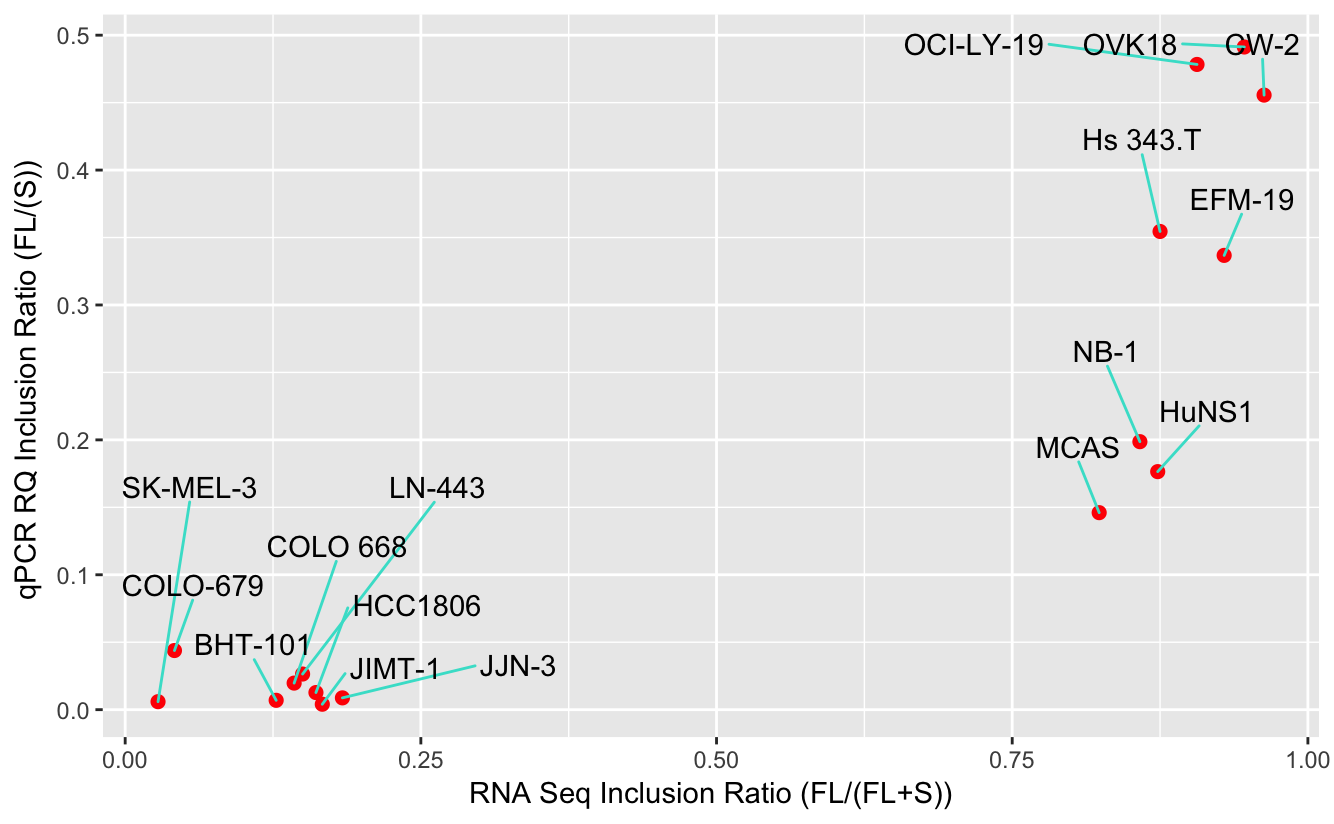 OCI-LY-19
OVK18
CW-2
Hs 343.T
EFM-19
NB-1
HuNS1
MCAS
SK-MEL-3
LN-443
COLO 668
COLO-679
HCC1806
BHT-101
JIMT-1
JJN-3
qPCR RQ Inclusion Ratio (FL/(S))
0.5
0.4
0.3
0.2
0.1
0.0
0.00
0.25
0.50
0.75
1.00
RNA Seq Inclusion Ratio (FL/(FL+S))